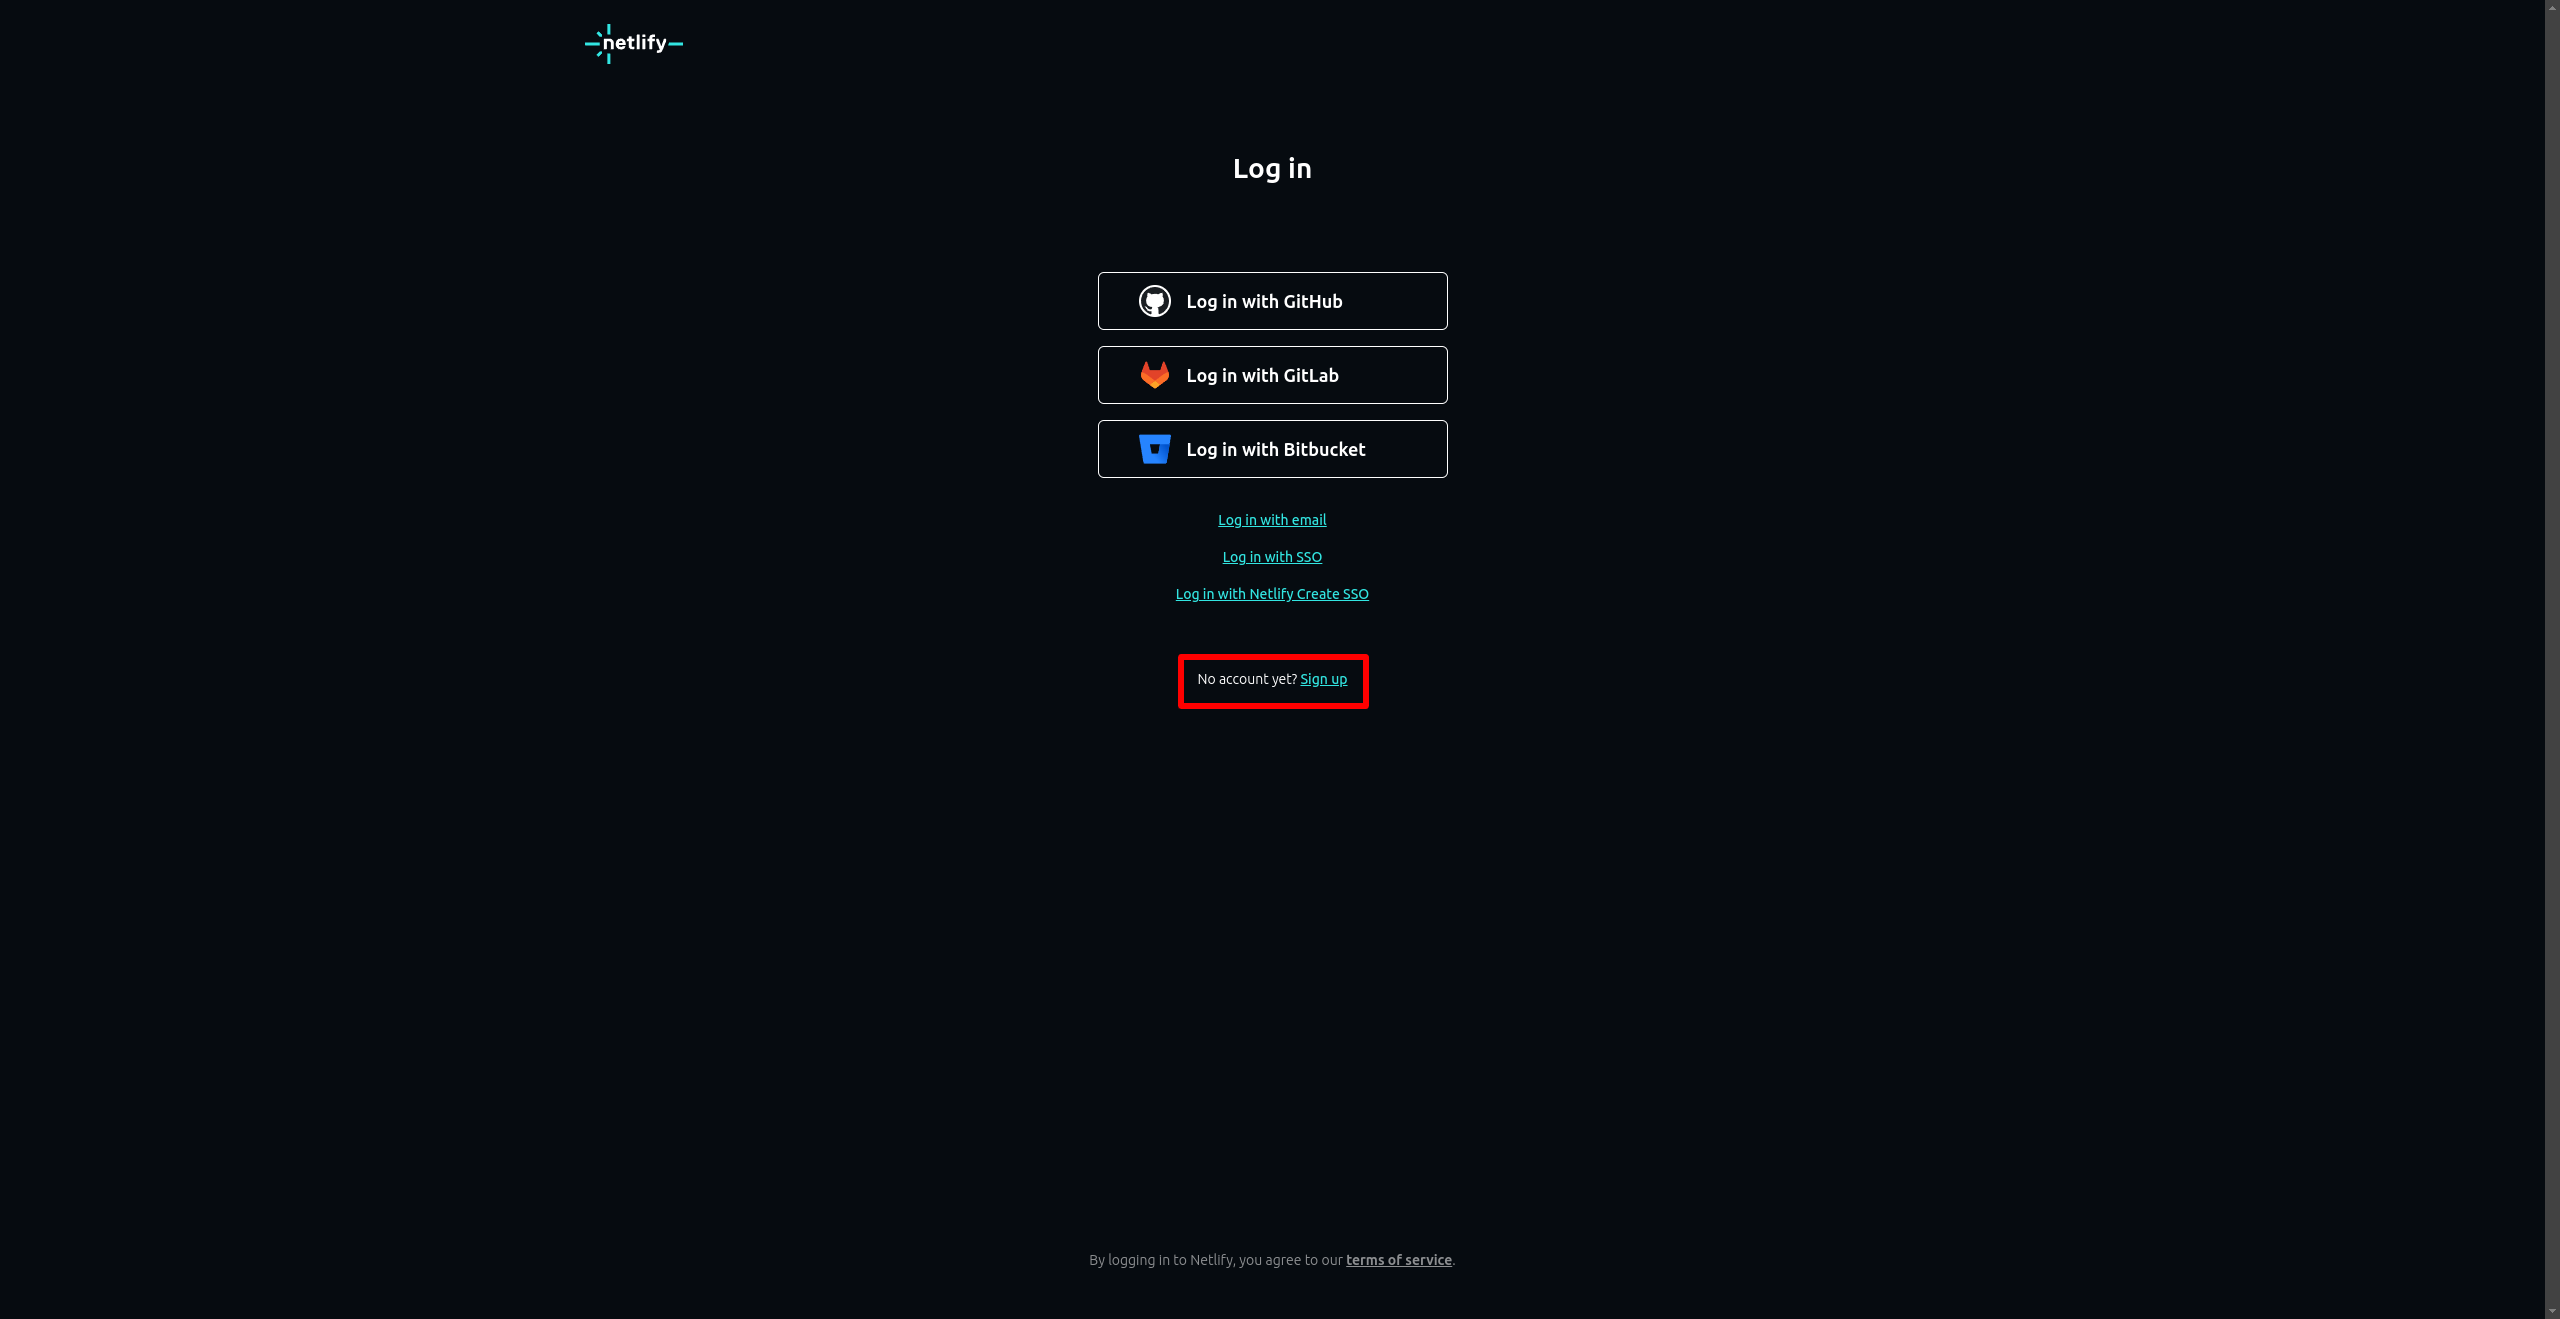 netlify
Log in
Log in with GitHub
Log in with GitLab
Log in with Bitbucket
Log in with email
Log in with SSO
Log in with Netlify Create SSO
No account yet? Sign up
By logging in to Netlify, you agree to our terms of service.